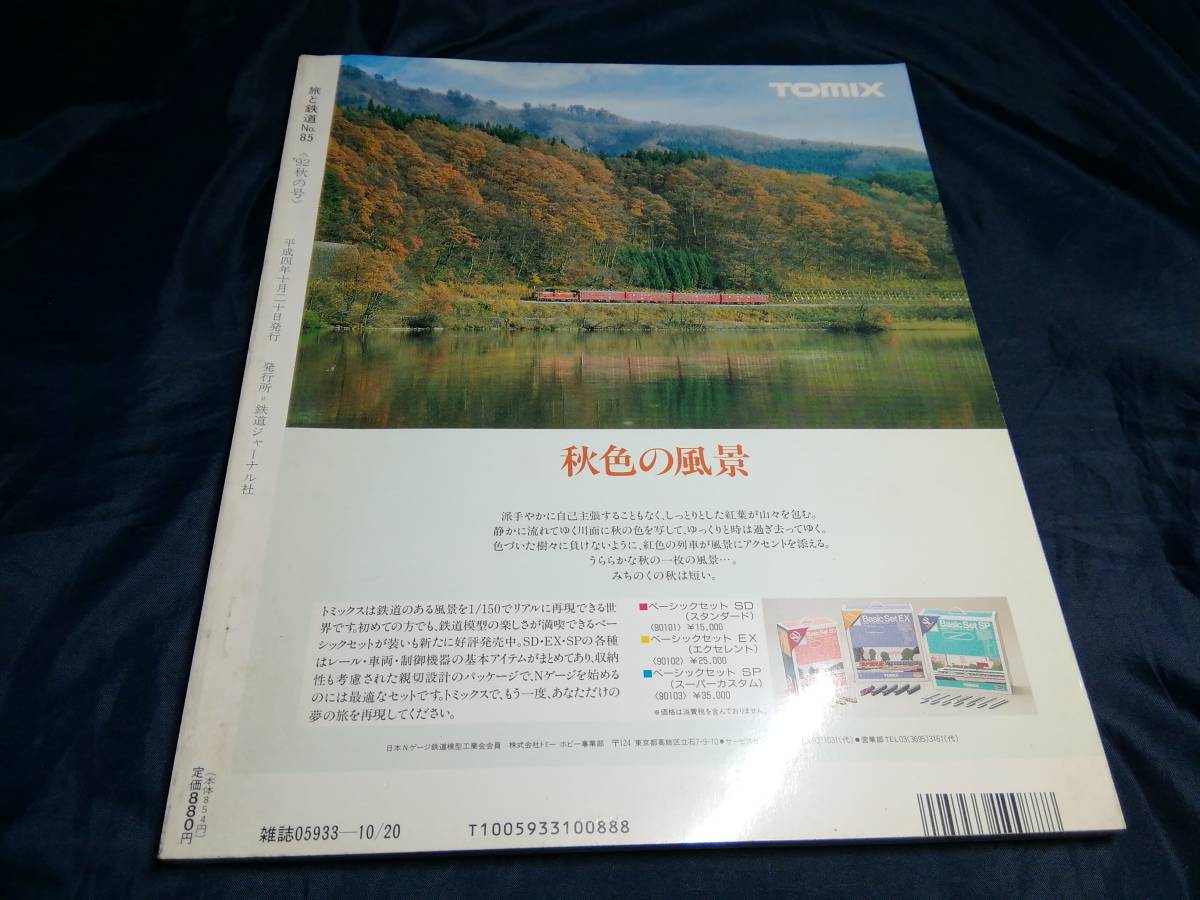 旅と鉄道 No.85 〈'92秋の号〉 平成四年十月二十日発行 発行所=鉄道ジャーナル社
TOMIX
秋色の風景
派手やかに自己主張することもなく、しっとりとした紅葉が山々を包む。
静かに流れてゆく川面に秋の色を写して、ゆっくりと時は過ぎ去ってゆく。
色づいた樹々に負けないように、紅色の列車が風景にアクセントを添える。
うららかな秋の一枚の風景…。
みちのくの秋は短い。
トミックスは鉄道のある風景を1/150でリアルに再現できる世
界です。初めての方でも、鉄道模型の楽しさが満喫できるベー
シックセットが装いも新たに好評発売中。SD・EX・SPの各種
はレール・車両・制御機器の基本アイテムがまとめてあり、収納
性も考慮された親切設計のパッケージで、Nゲージを始める
のには最適なセットです。トミックスで、もう一度、あなただけの
夢の旅を再現してください。
■ベーシックセット SD
(スタンダード)
〈90101〉 ¥15,000
■ベーシックセット EX
(エクセレント)
〈90102〉 ¥25,000
■ベーシックセット SP
(スーパーカスタム)
〈90103〉 ¥35,000
※価格は消費税を含んでおりません。
Basic Set EX
Basic Set SP
TOMIX
日本Nゲージ鉄道模型工業会会員 株式会社トミー ホビー事業部 〒124 東京都葛飾区立石7-9-10●サービス
1031(代) ●営業部TEL03(3695)3161(代)
定価880円
(本体854円)
雑誌05933―10/20
T1005933100888